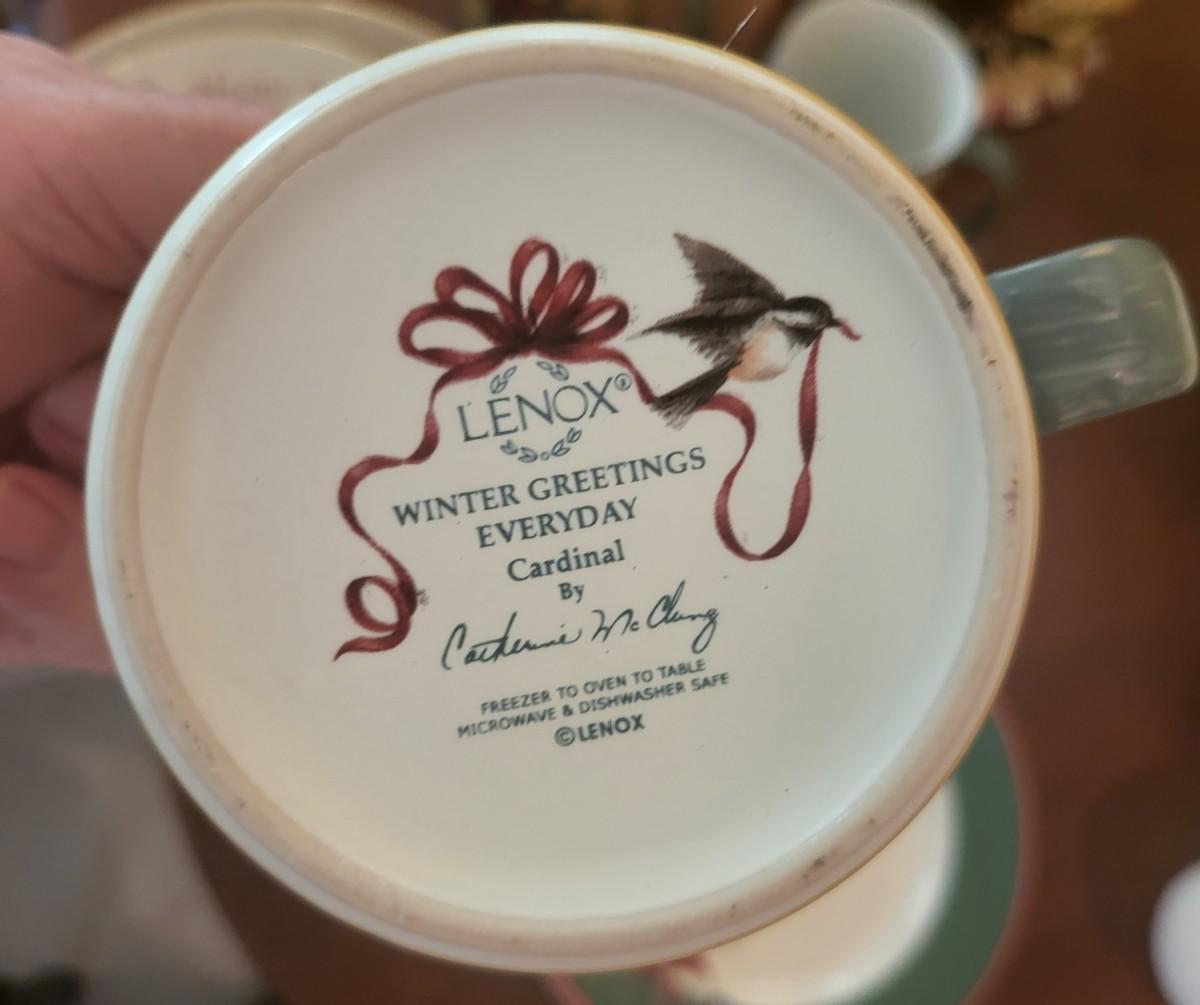 LENOX®
WINTER GREETINGS
EVERYDAY
Cardinal
By
Catherine McClung
FREEZER TO OVEN TO TABLE
MICROWAVE & DISHWASHER SAFE
©LENOX